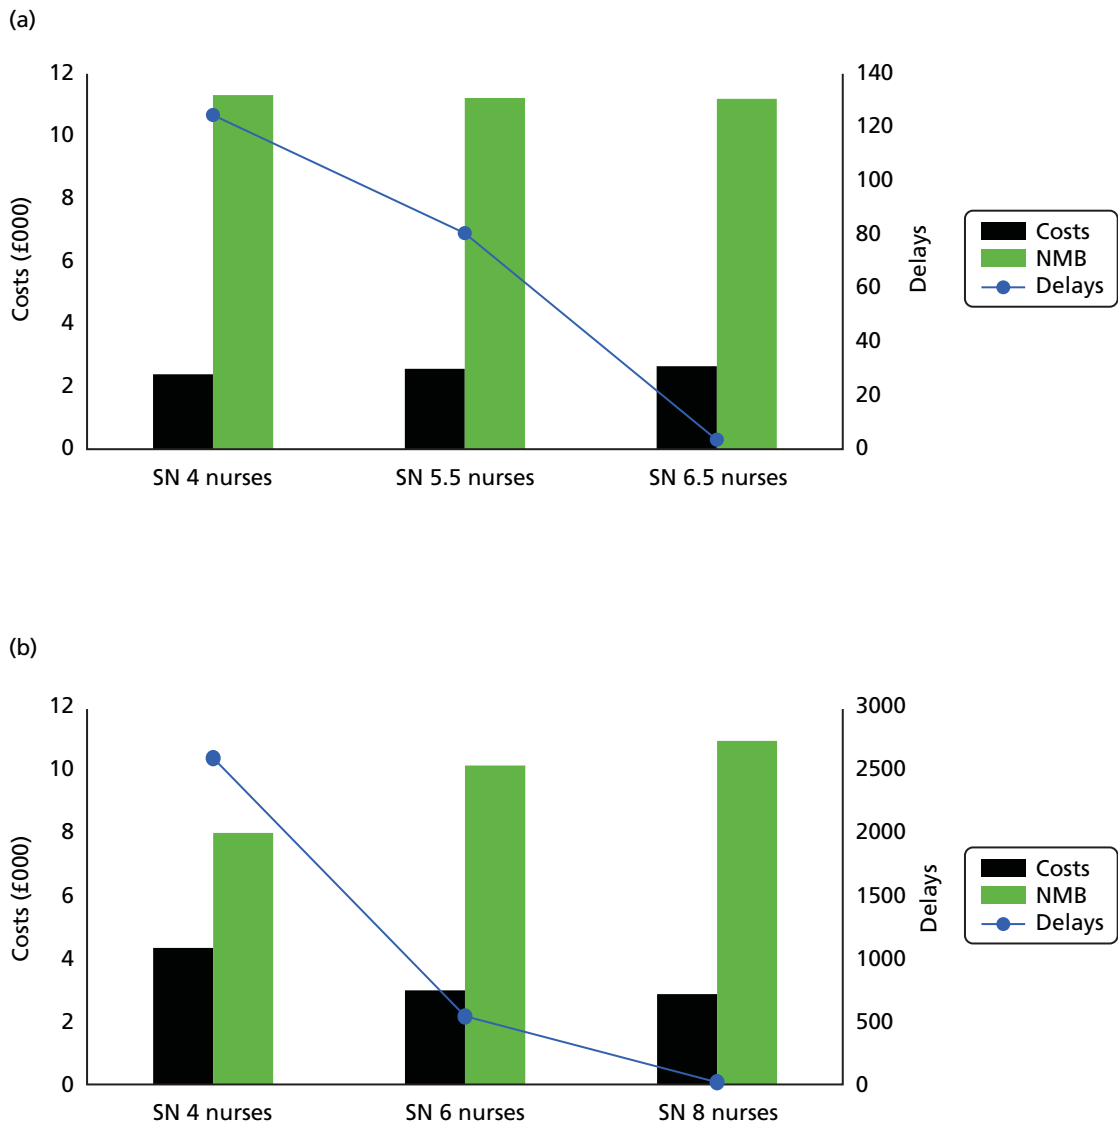 (a)
12
10
8
6
4
2
0
Costs (£000)
140
120
100
80
60
40
20
0
Delays
SN 4 nurses
SN 5.5 nurses
SN 6.5 nurses
Costs
NMB
Delays
(b)
12
10
8
6
4
2
0
Costs (£000)
3000
2500
2000
1500
1000
500
0
Delays
SN 4 nurses
SN 6 nurses
SN 8 nurses
Costs
NMB
Delays